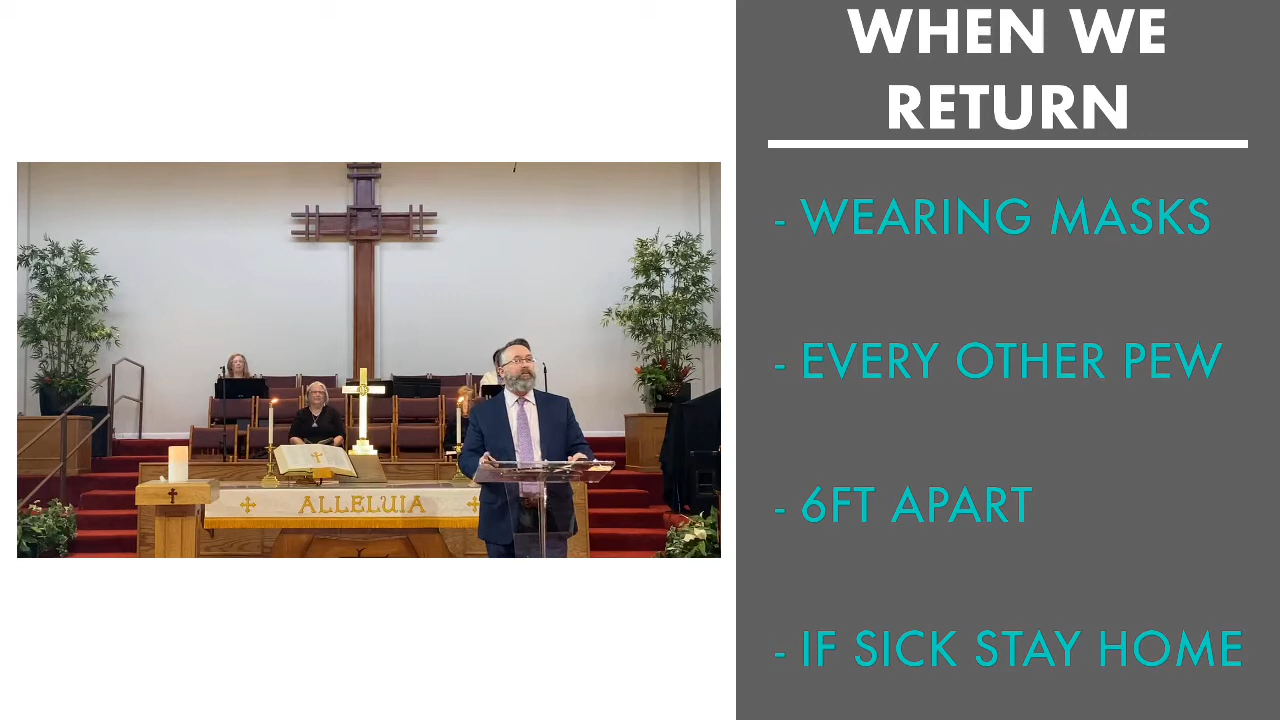 WHEN WE
RETURN
- WEARING MASKS
- EVERY OTHER PEW
- 6FT APART
- IF SICK STAY HOME
ALLELUIA